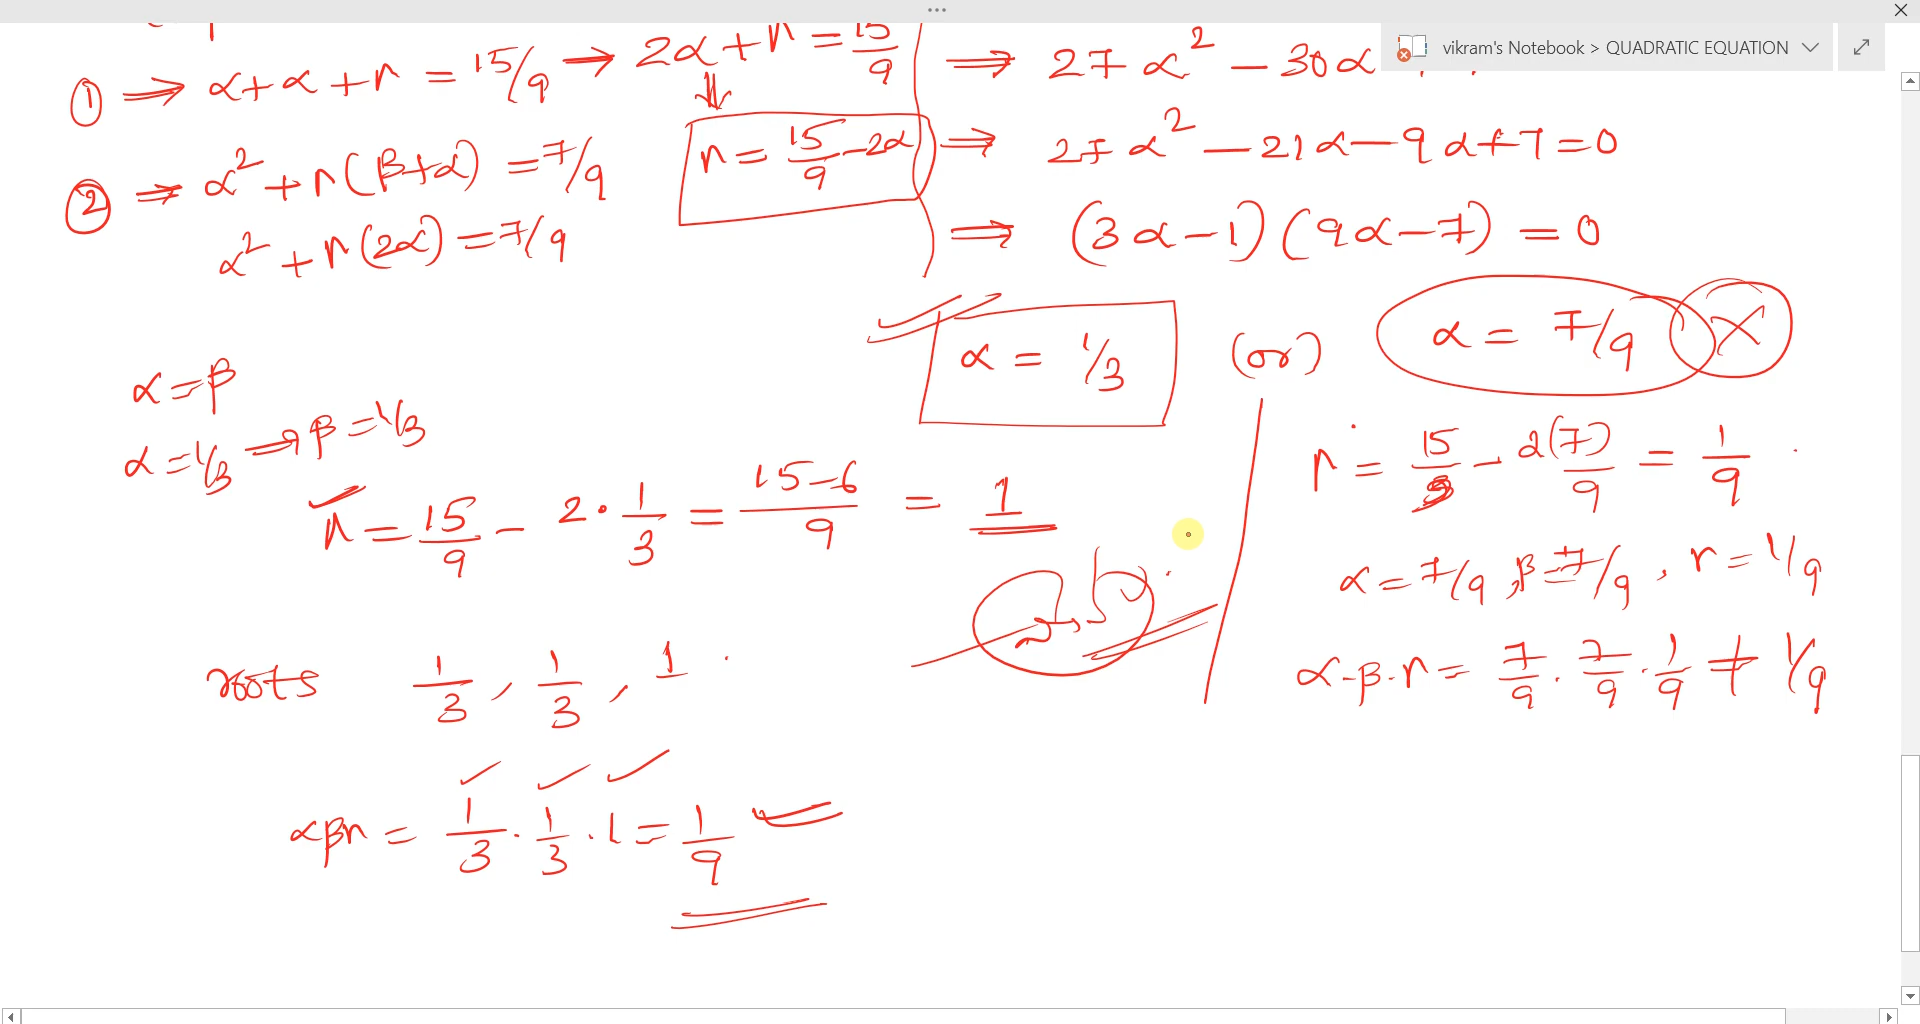 vikram's Notebook > QUADRATIC EQUATION
① ⇒ α+α+r = 15/9 → 2α+r = 15/9
r = 15/9 − 2α
② ⇒ α² + r(β+α) = 7/9
α² + r(2α) = 7/9
⇒ 27α² − 30α
⇒ 27α² − 21α − 9α + 7 = 0
⇒ (3α−1)(9α−7) = 0
α = 1/3 (or) α = 7/9 X
α = β
α = 1/3 → β = 1/3
r = 15/9 − 2·1/3 = 15−6/9 = 1
roots 1/3, 1/3, 1
αβr = 1/3 · 1/3 · 1 = 1/9
r = 15/9 − 2(7)/9 = 1/9
α = 7/9, β = 7/9, r = 1/9
α·β·r = 7/9 · 7/9 · 1/9 ≠ 1/9